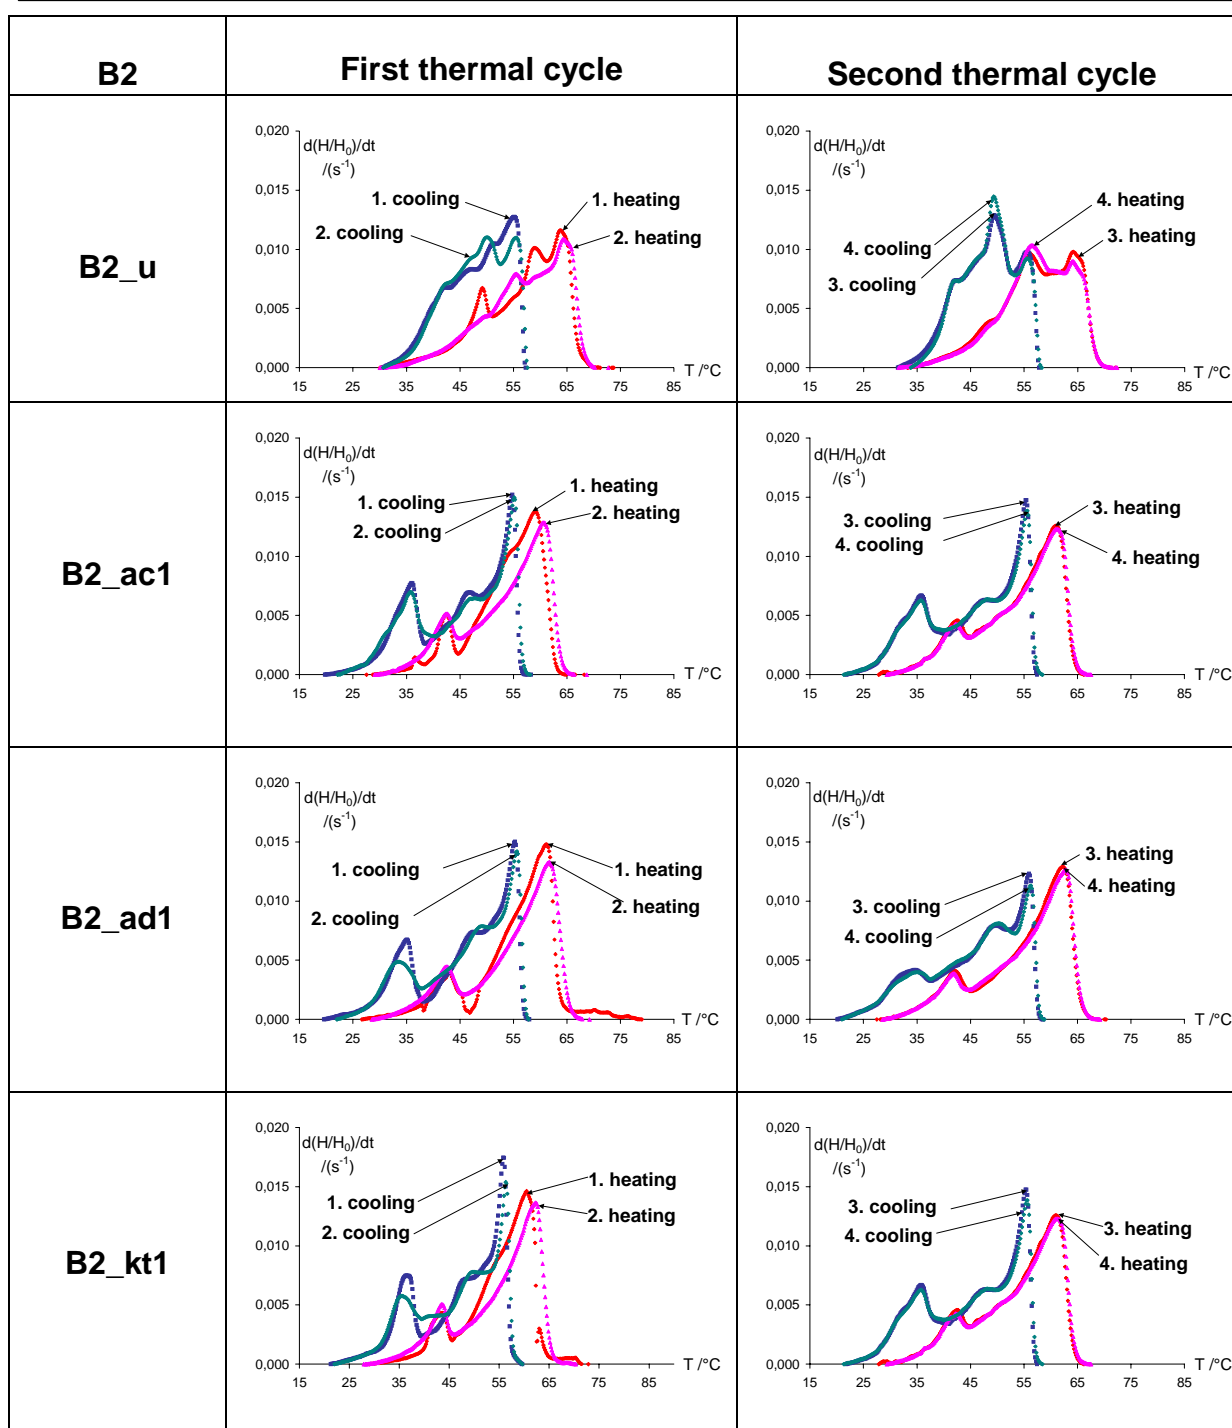 B2
First thermal cycle
Second thermal cycle
B2_u
0,020
0,015
0,010
0,005
0,000
d(H/H₀)/dt
/(s⁻¹)
1. cooling
2. cooling
1. heating
2. heating
T /°C
15 25 35 45 55 65 75 85
0,020
0,015
0,010
0,005
0,000
d(H/H₀)/dt
/(s⁻¹)
4. cooling
3. cooling
4. heating
3. heating
T /°C
15 25 35 45 55 65 75 85
B2_ac1
0,020
0,015
0,010
0,005
0,000
d(H/H₀)/dt
/(s⁻¹)
1. cooling
2. cooling
1. heating
2. heating
T /°C
15 25 35 45 55 65 75 85
0,020
0,015
0,010
0,005
0,000
d(H/H₀)/dt
/(s⁻¹)
3. cooling
4. cooling
3. heating
4. heating
T /°C
15 25 35 45 55 65 75 85
B2_ad1
0,020
0,015
0,010
0,005
0,000
d(H/H₀)/dt
/(s⁻¹)
1. cooling
2. cooling
1. heating
2. heating
T /°C
15 25 35 45 55 65 75 85
0,020
0,015
0,010
0,005
0,000
d(H/H₀)/dt
/(s⁻¹)
3. cooling
4. cooling
3. heating
4. heating
T /°C
15 25 35 45 55 65 75 85
B2_kt1
0,020
0,015
0,010
0,005
0,000
d(H/H₀)/dt
/(s⁻¹)
1. cooling
2. cooling
1. heating
2. heating
T /°C
15 25 35 45 55 65 75 85
0,020
0,015
0,010
0,005
0,000
d(H/H₀)/dt
/(s⁻¹)
3. cooling
4. cooling
3. heating
4. heating
T /°C
15 25 35 45 55 65 75 85